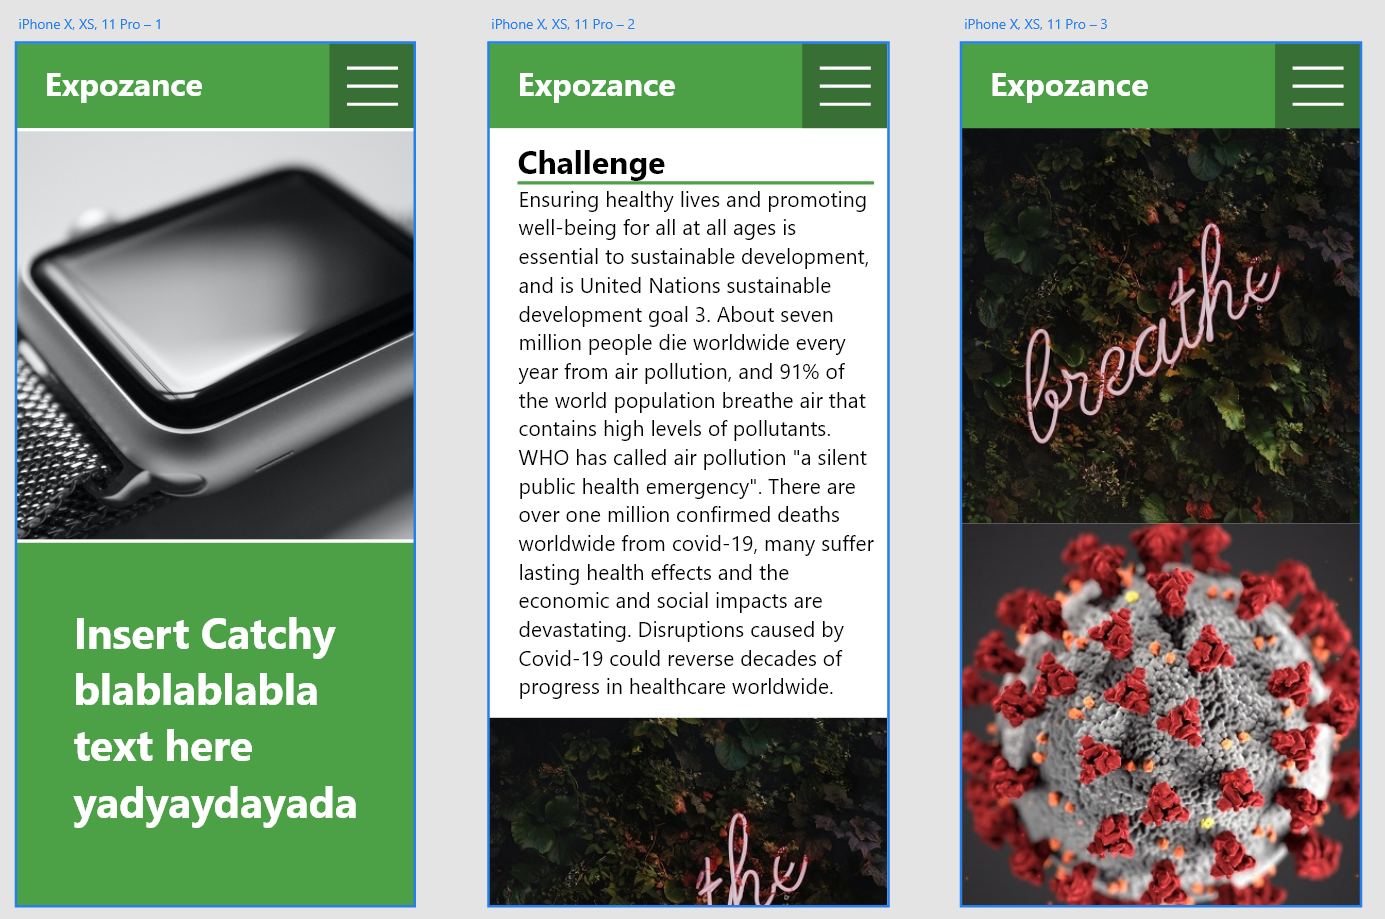 iPhone X, XS, 11 Pro – 1
Expozance
Insert Catchy
blablablabla
text here
yadyaydayada
iPhone X, XS, 11 Pro – 2
Expozance
Challenge
Ensuring healthy lives and promoting
well-being for all at all ages is
essential to sustainable development,
and is United Nations sustainable
development goal 3. About seven
million people die worldwide every
year from air pollution, and 91% of
the world population breathe air that
contains high levels of pollutants.
WHO has called air pollution "a silent
public health emergency". There are
over one million confirmed deaths
worldwide from covid-19, many suffer
lasting health effects and the
economic and social impacts are
devastating. Disruptions caused by
Covid-19 could reverse decades of
progress in healthcare worldwide.
the
iPhone X, XS, 11 Pro – 3
Expozance
breathe